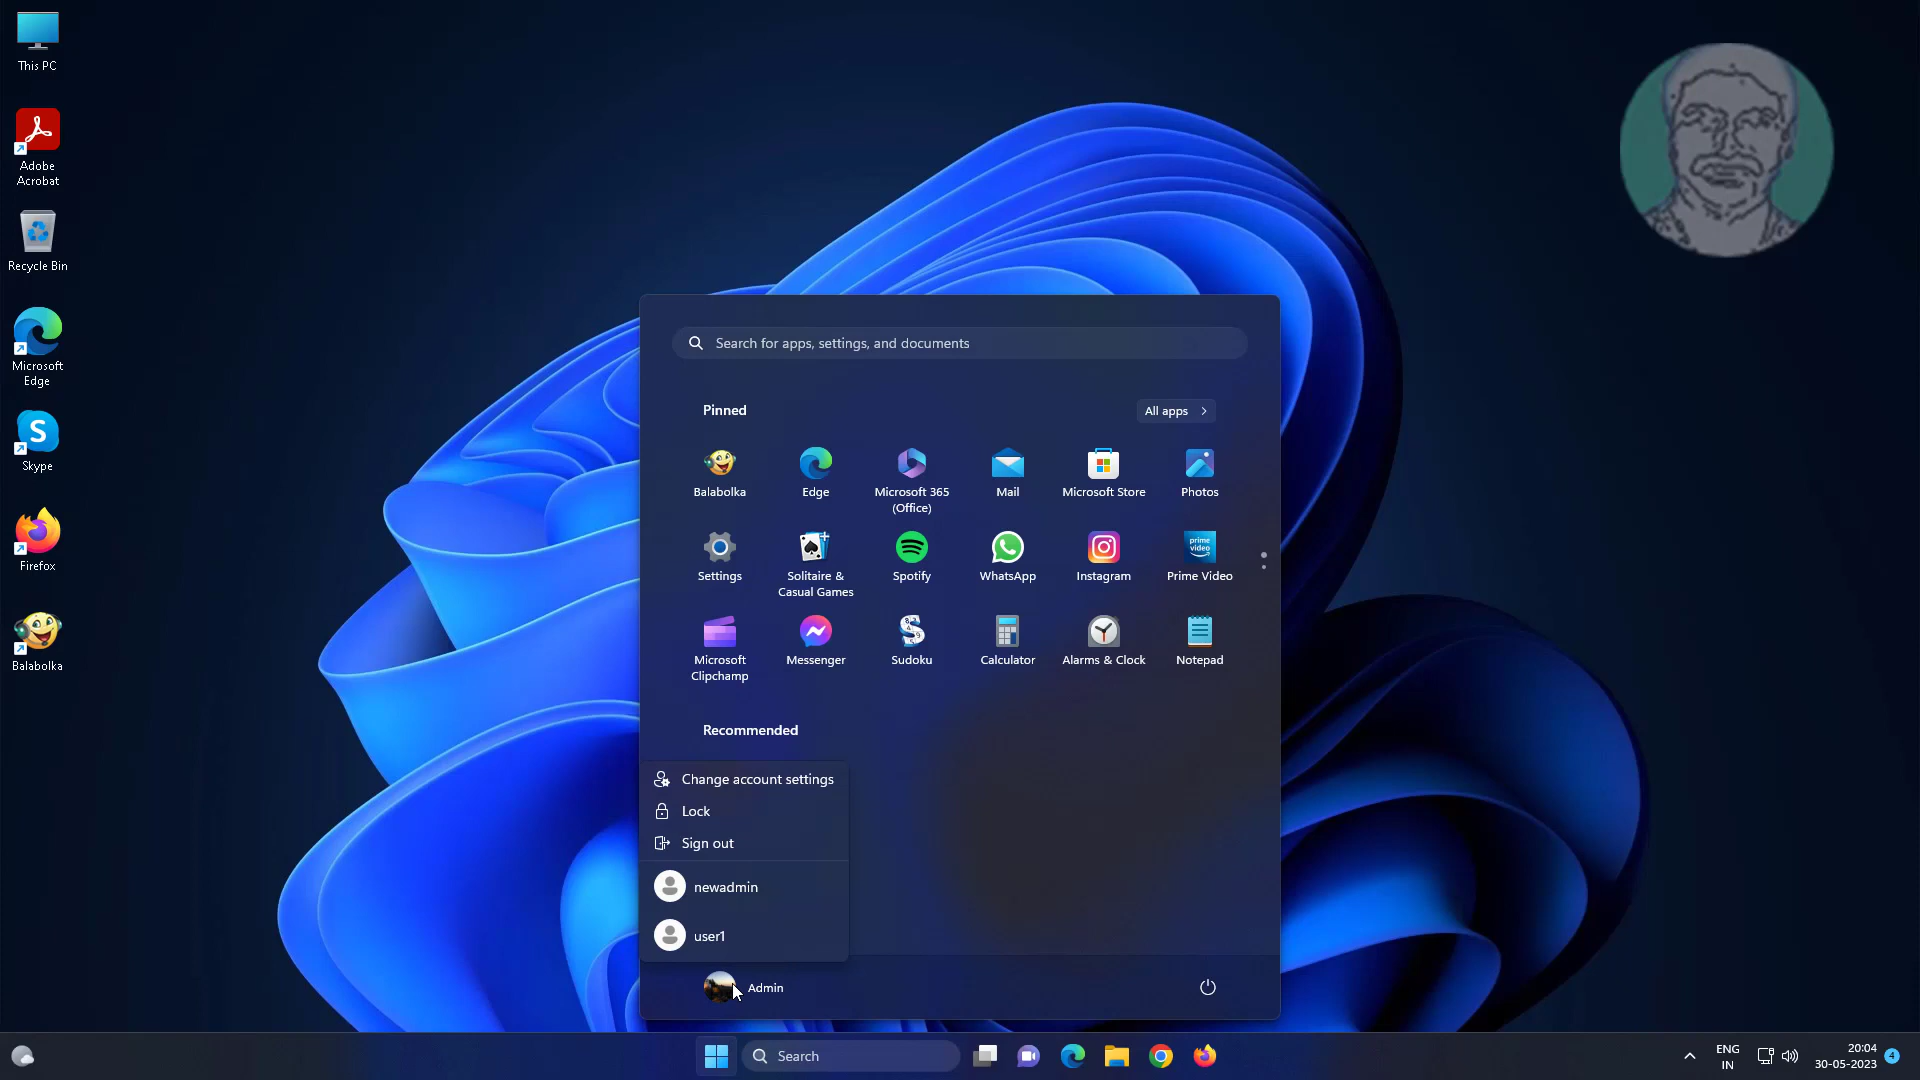 This PC
Adobe
Acrobat
Recycle Bin
Microsoft
Edge
Skype
Firefox
Balabolka
Search for apps, settings, and documents
Pinned
All apps
Balabolka
Edge
Microsoft 365
(Office)
Mail
Microsoft Store
Photos
Settings
Solitaire &
Casual Games
Spotify
WhatsApp
Instagram
prime
video
Prime Video
Microsoft
Clipchamp
Messenger
Sudoku
Calculator
Alarms & Clock
Notepad
Recommended
Change account settings
Lock
Sign out
newadmin
user1
Admin
Search
ENG
IN
20:04
30-05-2023
4